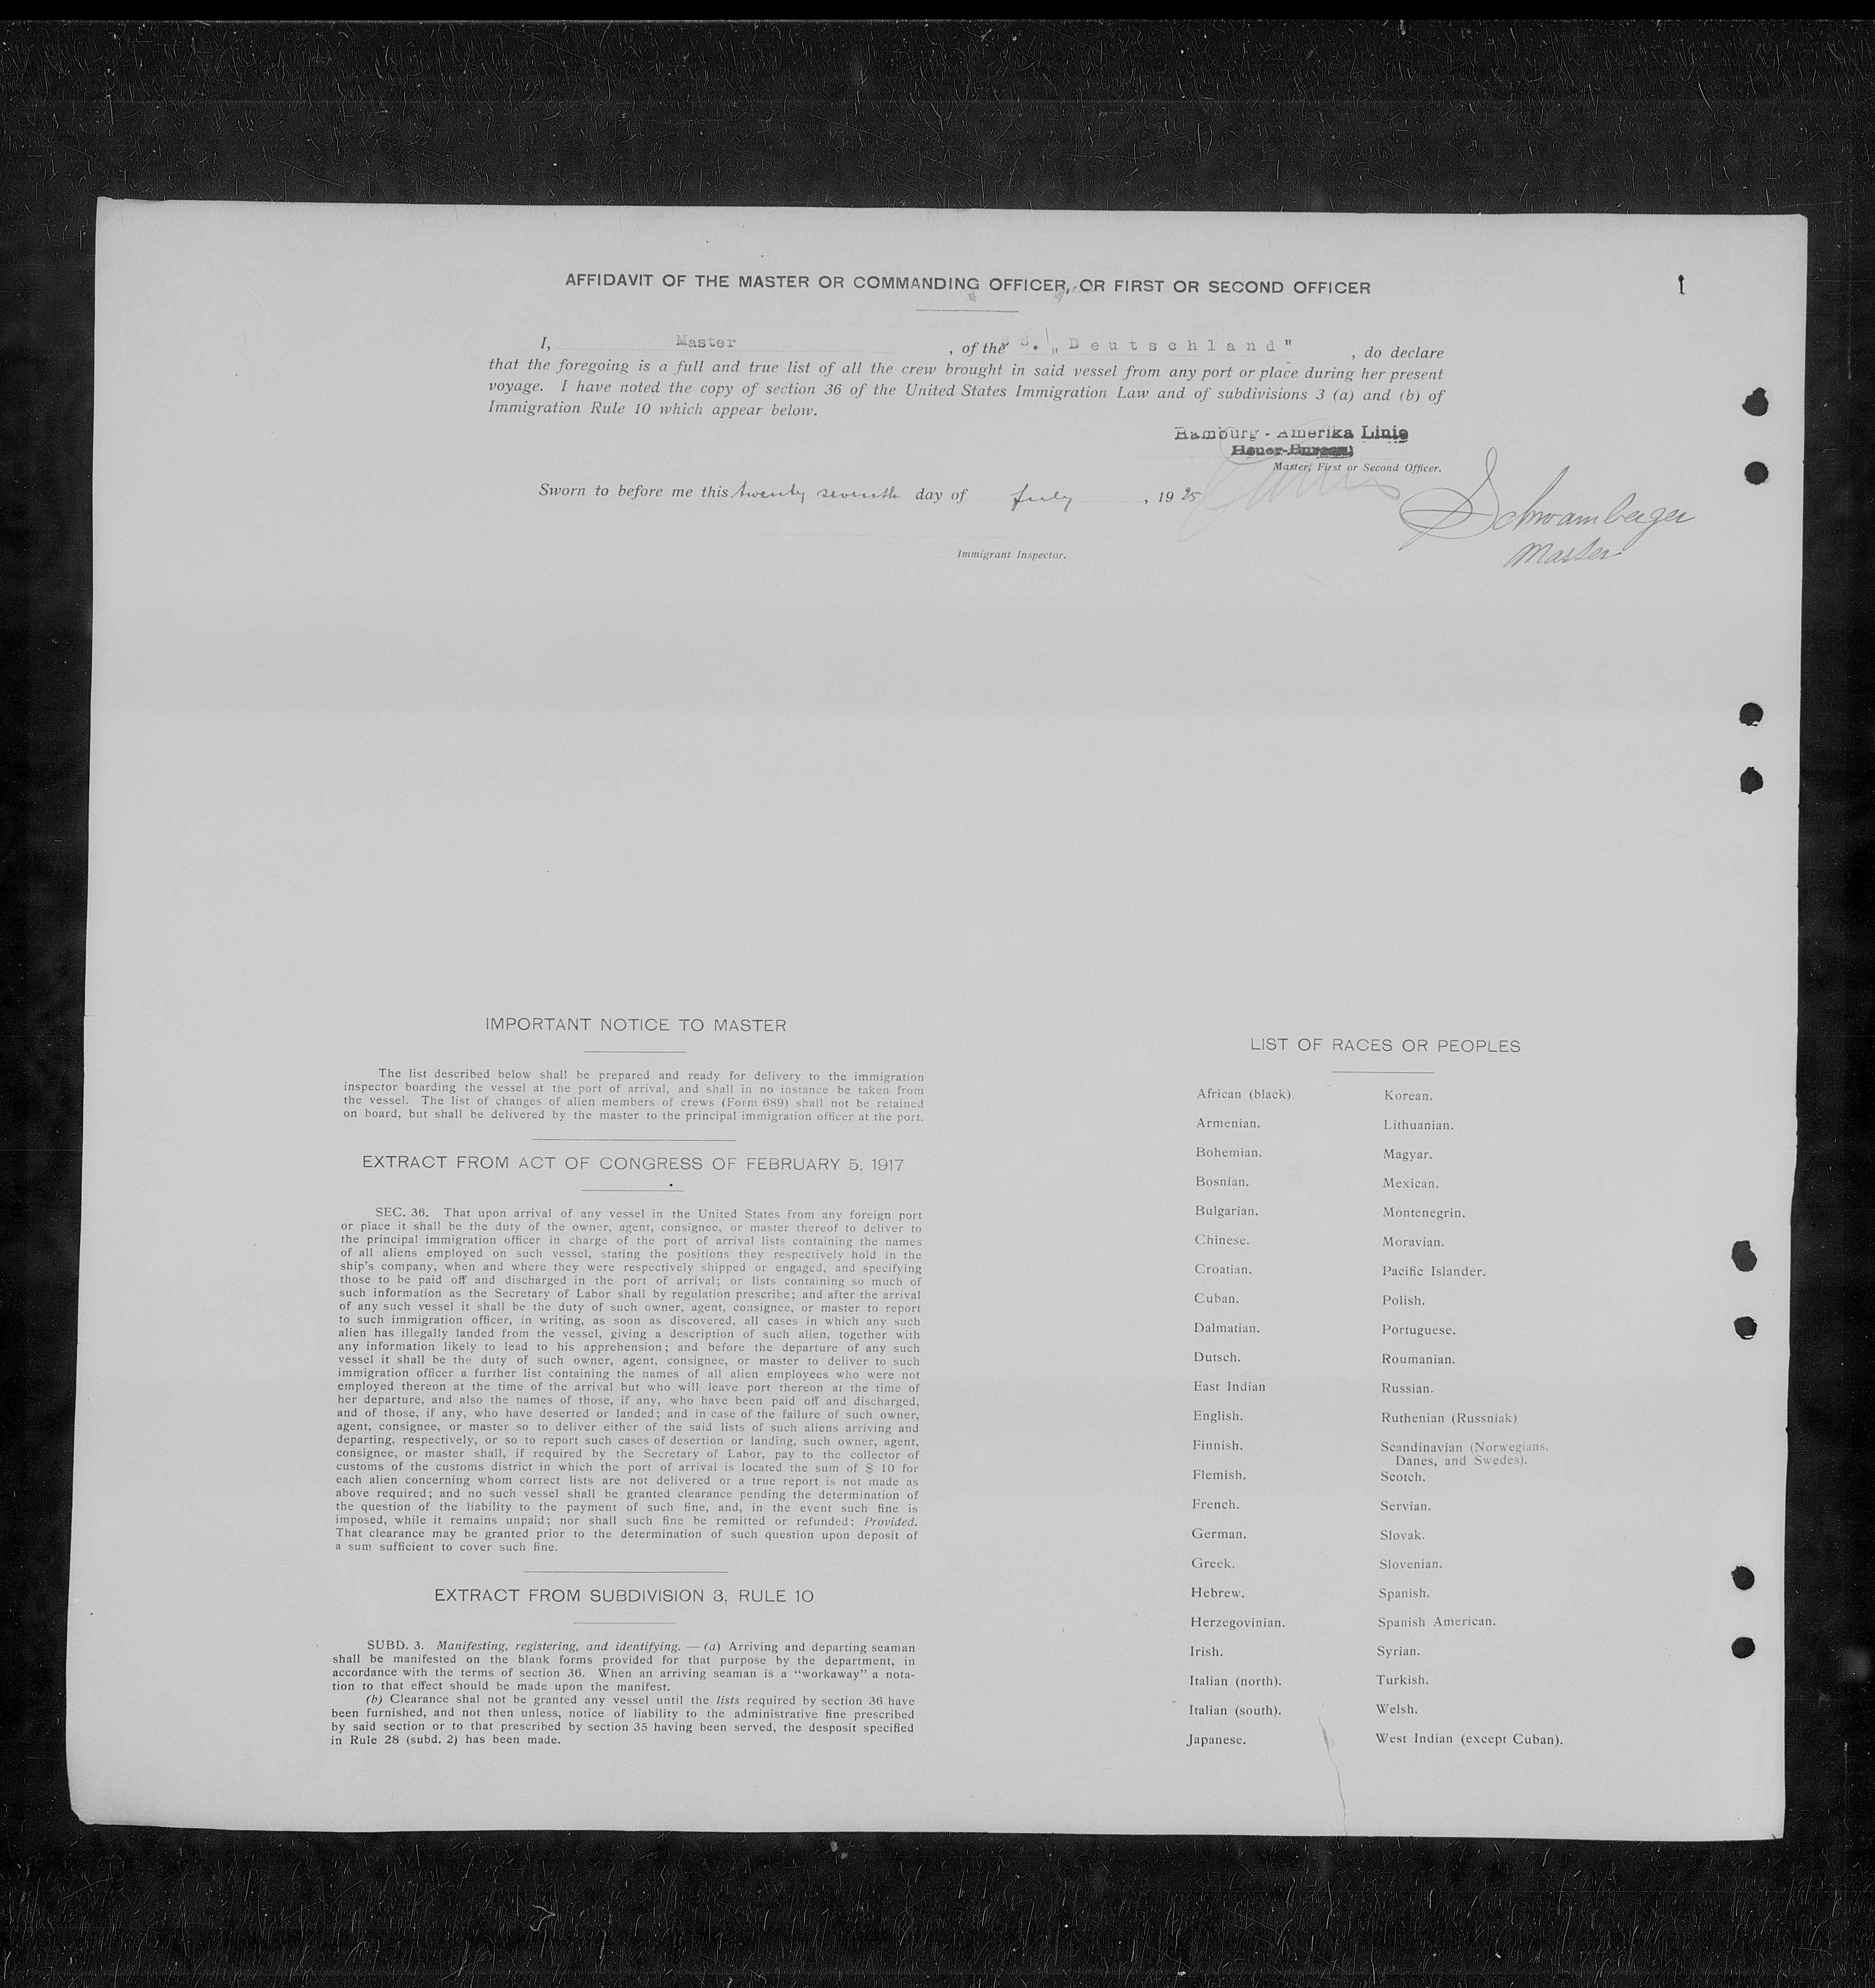 AFFIDAVIT OF THE MASTER OR COMMANDING OFFICER, OR FIRST OR SECOND OFFICER
I, Master, of the S S. „Deutschland", do declare
that the foregoing is a full and true list of all the crew brought in said vessel from any port or place during her present
voyage. I have noted the copy of section 36 of the United States Immigration Law and of subdivisions 3 (a) and (b) of
Immigration Rule 10 which appear below.
Hamburg - Amerika Linie
Heuer-Bureau
Master, First or Second Officer.
Sworn to before me this twenty seventh day of july, 19 25
Schwamberger
Master
Immigrant Inspector.
IMPORTANT NOTICE TO MASTER
The list described below shall be prepared and ready for delivery to the immigration
inspector boarding the vessel at the port of arrival, and shall in no instance be taken from
the vessel. The list of changes of alien members of crews (Form 689) shall not be retained
on board, but shall be delivered by the master to the principal immigration officer at the port.
EXTRACT FROM ACT OF CONGRESS OF FEBRUARY 5, 1917
SEC. 36. That upon arrival of any vessel in the United States from any foreign port
or place it shall be the duty of the owner, agent, consignee, or master thereof to deliver to
the principal immigration officer in charge of the port of arrival lists containing the names
of all aliens employed on such vessel, stating the positions they respectively hold in the
ship's company, when and where they were respectively shipped or engaged, and specifying
those to be paid off and discharged in the port of arrival; or lists containing so much of
such information as the Secretary of Labor shall by regulation prescribe; and after the arrival
of any such vessel it shall be the duty of such owner, agent, consignee, or master to report
to such immigration officer, in writing, as soon as discovered, all cases in which any such
alien has illegally landed from the vessel, giving a description of such alien, together with
any information likely to lead to his apprehension; and before the departure of any such
vessel it shall be the duty of such owner, agent, consignee, or master to deliver to such
immigration officer a further list containing the names of all alien employees who were not
employed thereon at the time of the arrival but who will leave port thereon at the time of
her departure, and also the names of those, if any, who have been paid off and discharged,
and of those, if any, who have deserted or landed; and in case of the failure of such owner,
agent, consignee, or master so to deliver either of the said lists of such aliens arriving and
departing, respectively, or so to report such cases of desertion or landing, such owner, agent,
consignee, or master shall, if required by the Secretary of Labor, pay to the collector of
customs of the customs district in which the port of arrival is located the sum of $ 10 for
each alien concerning whom correct lists are not delivered or a true report is not made as
above required; and no such vessel shall be granted clearance pending the determination of
the question of the liability to the payment of such fine, and, in the event such fine is
imposed, while it remains unpaid; nor shall such fine be remitted or refunded: Provided.
That clearance may be granted prior to the determination of such question upon deposit of
a sum sufficient to cover such fine.
EXTRACT FROM SUBDIVISION 3, RULE 10
SUBD. 3. Manifesting, registering, and identifying. — (a) Arriving and departing seaman
shall be manifested on the blank forms provided for that purpose by the department, in
accordance with the terms of section 36. When an arriving seaman is a "workaway" a nota-
tion to that effect should be made upon the manifest.
(b) Clearance shal not be granted any vessel until the lists required by section 36 have
been furnished, and not then unless, notice of liability to the administrative fine prescribed
by said section or to that prescribed by section 35 having been served, the desposit specified
in Rule 28 (subd. 2) has been made.
LIST OF RACES OR PEOPLES
African (black).
Armenian.
Bohemian.
Bosnian.
Bulgarian.
Chinese.
Croatian.
Cuban.
Dalmatian.
Dutsch.
East Indian
English.
Finnish.
Flemish.
French.
German.
Greek.
Hebrew.
Herzegovinian.
Irish.
Italian (north).
Italian (south).
Japanese.
Korean.
Lithuanian.
Magyar.
Mexican.
Montenegrin.
Moravian.
Pacific Islander.
Polish.
Portuguese.
Roumanian.
Russian.
Ruthenian (Russniak)
Scandinavian (Norwegians,
Danes, and Swedes).
Scotch.
Servian.
Slovak.
Slovenian.
Spanish.
Spanish American.
Syrian.
Turkish.
Welsh.
West Indian (except Cuban).